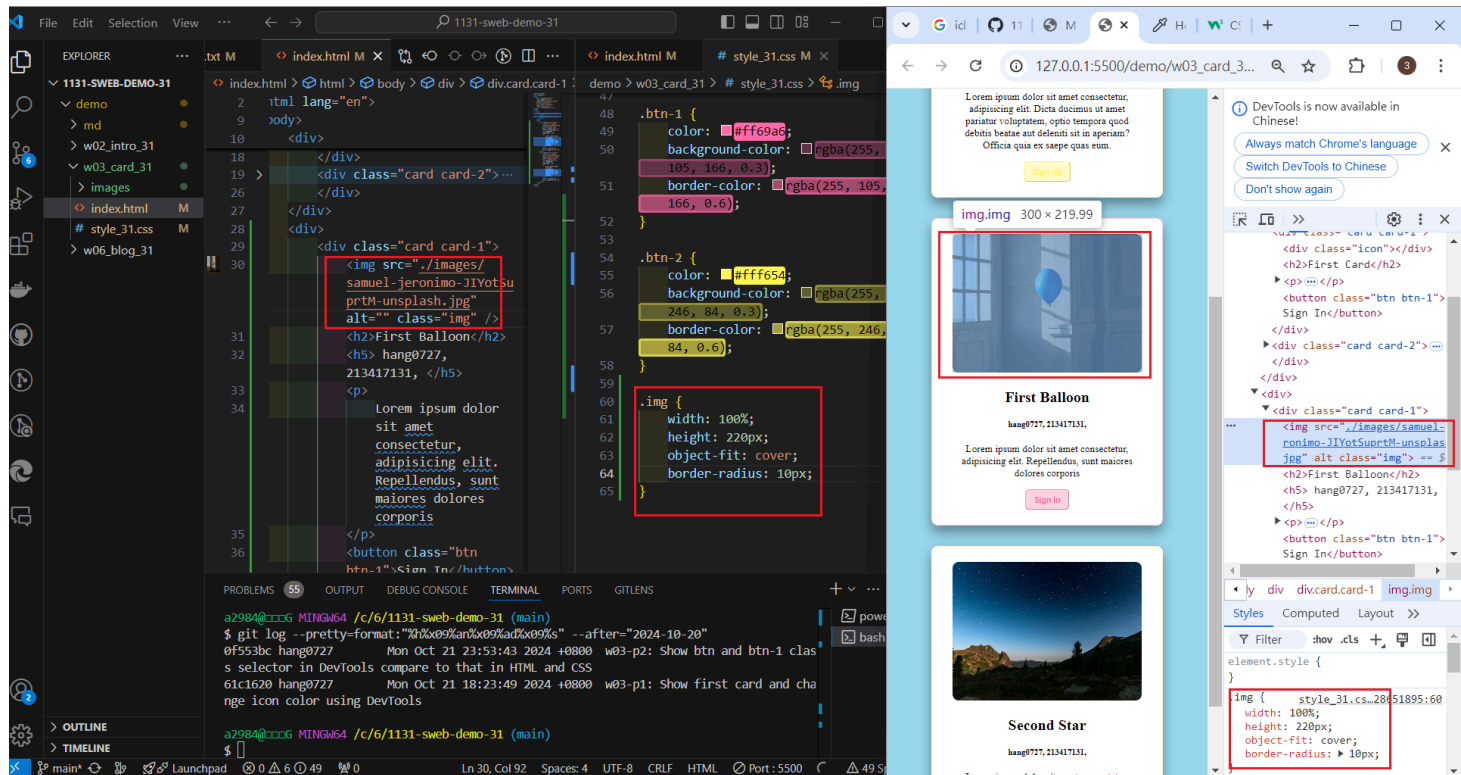 File Edit Selection View ··· 1131-sweb-demo-31
EXPLORER ···
1131-SWEB-DEMO-31
demo
md
w02_intro_31
w03_card_31
images
index.html M
# style_31.css M
w06_blog_31
OUTLINE
TIMELINE
.txt M <> index.html M ···
<> index.html > html > body > div > div.card.card-1
2 html lang="en">
9 body>
10 <div>
18 </div>
19 <div class="card card-2">···
26 </div>
27 </div>
28 <div>
29 <div class="card card-1">
30 <img src="./images/
samuel-jeronimo-JIYotSu
prtM-unsplash.jpg"
alt="" class="img" />
31 <h2>First Balloon</h2>
32 <h5> hang0727,
213417131, </h5>
33 <p>
34 Lorem ipsum dolor
sit amet
consectetur,
adipisicing elit.
Repellendus, sunt
maiores dolores
corporis
35 </p>
36 <button class="btn
btn-1">Sign In</button>
<> index.html M # style_31.css M
demo > w03_card_31 > # style_31.css > .img
47
48 .btn-1 {
49 color: #ff69a6;
50 background-color: rgba(255,
105, 166, 0.3);
51 border-color: rgba(255, 105,
166, 0.6);
52 }
53
54 .btn-2 {
55 color: #fff654;
56 background-color: rgba(255,
246, 84, 0.3);
57 border-color: rgba(255, 246,
84, 0.6);
58 }
59
60 .img {
61 width: 100%;
62 height: 220px;
63 object-fit: cover;
64 border-radius: 10px;
65 }
PROBLEMS 55 OUTPUT DEBUG CONSOLE TERMINAL PORTS GITLENS
a2984@□□□G MINGW64 /c/6/1131-sweb-demo-31 (main)
$ git log --pretty=format:"%h%x09%an%x09%ad%x09%s" --after="2024-10-20"
0f553bc hang0727 Mon Oct 21 23:53:43 2024 +0800 w03-p2: Show btn and btn-1 clas
s selector in DevTools compare to that in HTML and CSS
61c1620 hang0727 Mon Oct 21 18:23:49 2024 +0800 w03-p1: Show first card and cha
nge icon color using DevTools
a2984@□□□G MINGW64 /c/6/1131-sweb-demo-31 (main)
$
powe
bash
main* Launchpad 0 6 49 0 Ln 30, Col 92 Spaces: 4 UTF-8 CRLF HTML Port : 5500 49 Sp
icl 11 M He CS
127.0.0.1:5500/demo/w03_card_3... 3
Lorem ipsum dolor sit amet consectetur,
adipisicing elit. Dicta ducimus ut amet
pariatur voluptatem, optio tempora quod
debitis beatae aut deleniti sit in aperiam?
Officia quia ex saepe quas eum.
Sign Up
img.img 300 × 219.99
First Balloon
hang0727, 213417131,
Lorem ipsum dolor sit amet consectetur,
adipisicing elit. Repellendus, sunt maiores
dolores corporis
Sign In
Second Star
hang0727, 213417131,
DevTools is now available in
Chinese!
Always match Chrome's language
Switch DevTools to Chinese
Don't show again
<div class="card card-1">
<div class="icon"></div>
<h2>First Card</h2>
<p>···</p>
<button class="btn btn-1">
Sign In</button>
</div>
<div class="card card-2">···
</div>
</div>
<div>
<div class="card card-1">
<img src="./images/samuel-
ronimo-JIYotSuprtM-unsplas
jpg" alt class="img"> == $
<h2>First Balloon</h2>
<h5> hang0727, 213417131,
</h5>
<p>···</p>
<button class="btn btn-1">
Sign In</button>
y div div.card.card-1 img.img
Styles Computed Layout
Filter :hov .cls
element.style {
}
.img { style_31.cs…28651895:60
width: 100%;
height: 220px;
object-fit: cover;
border-radius: 10px;